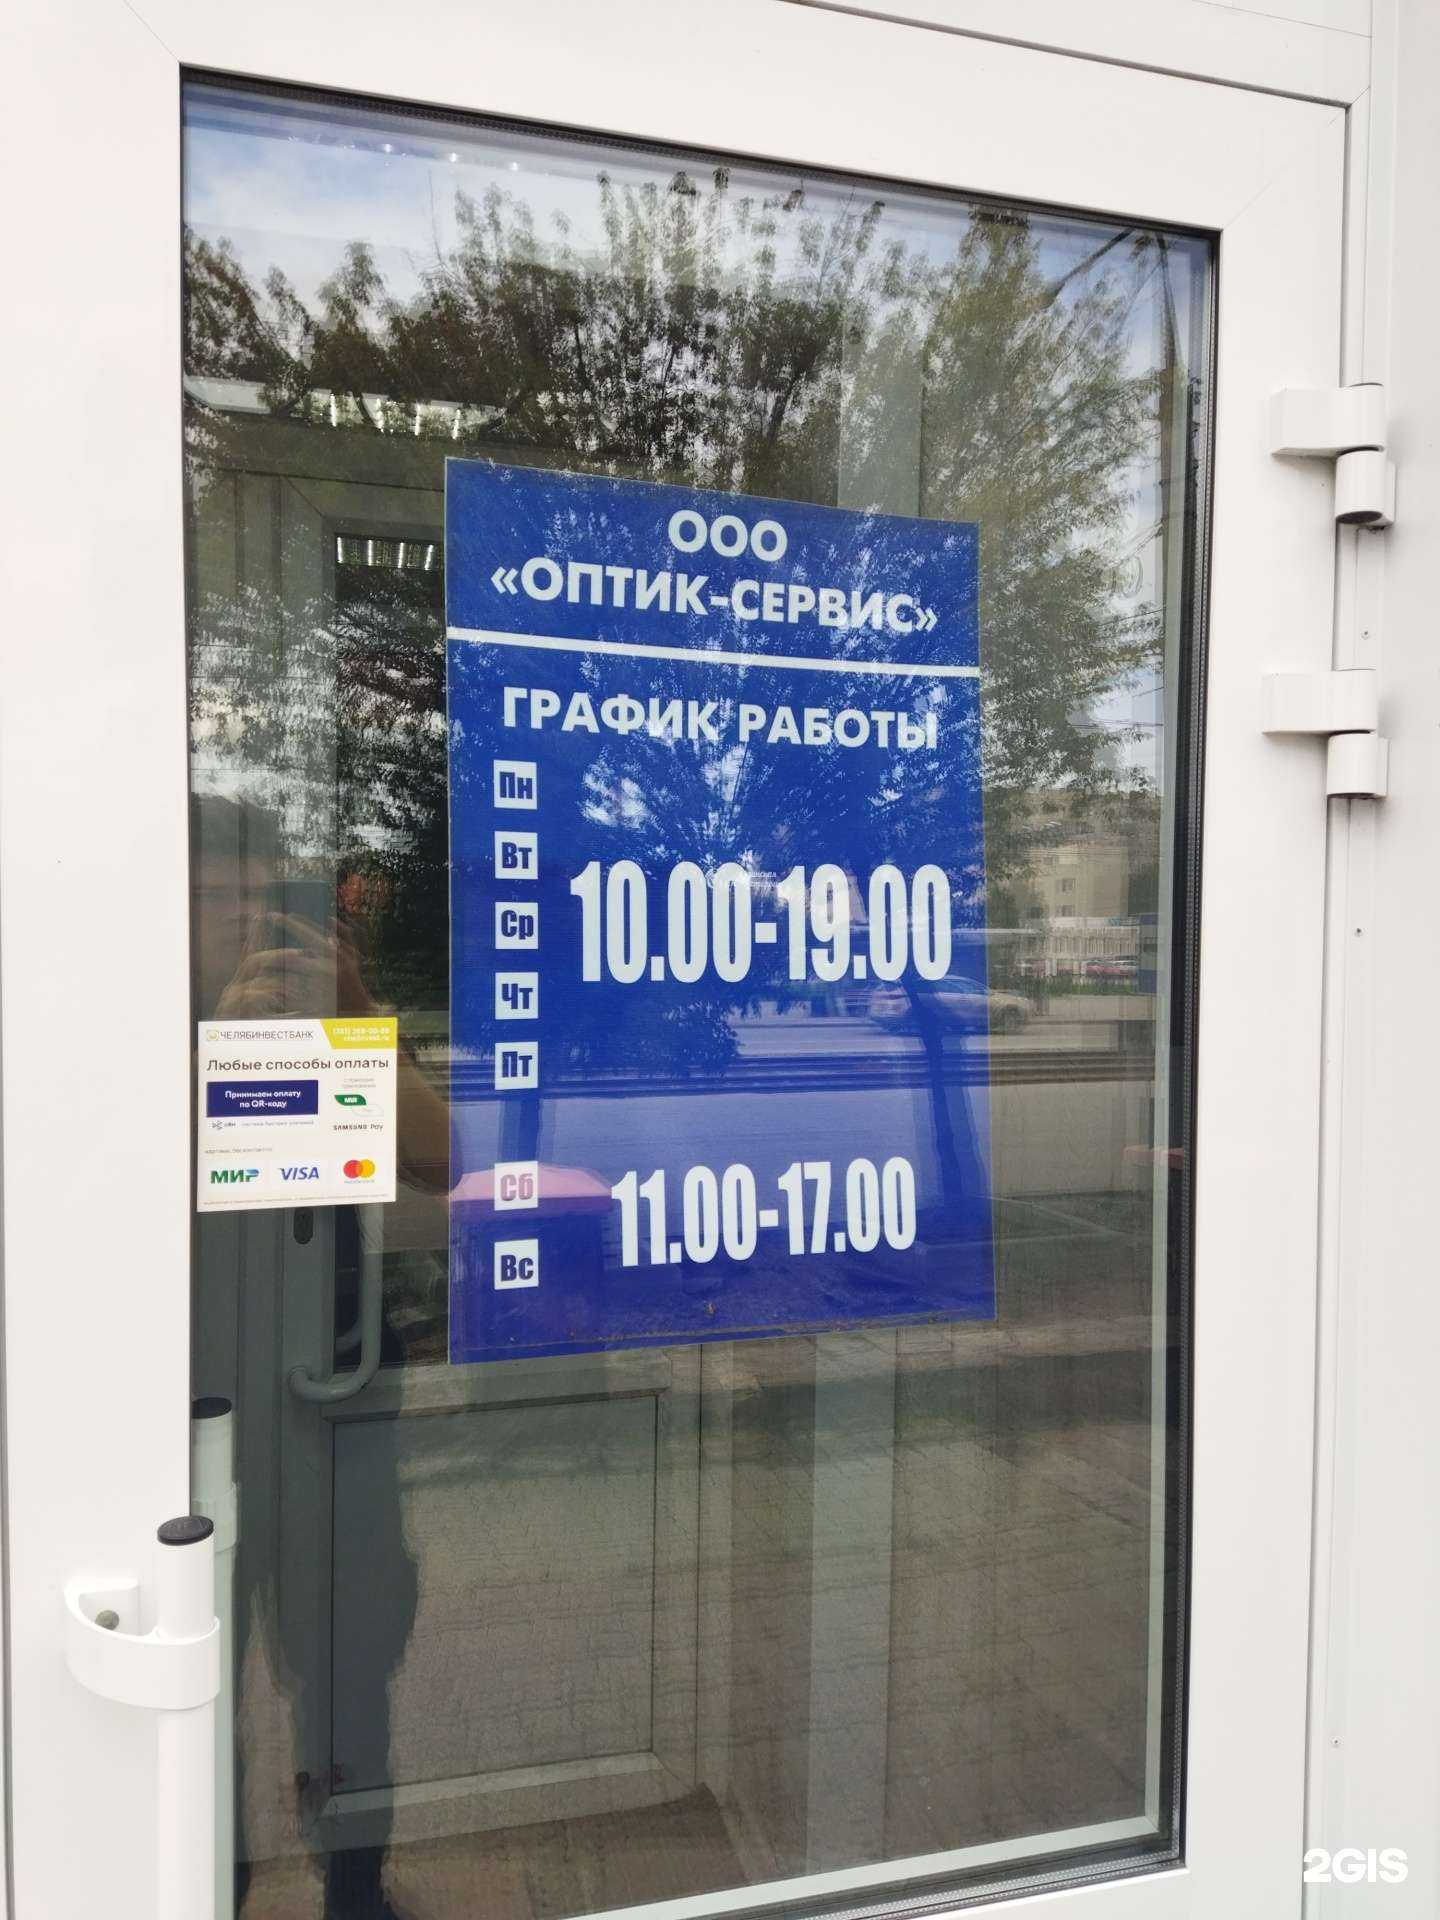 ООО
«ОПТИК-СЕРВИС»
ГРАФИК РАБОТЫ
Пн
Вт
Ср
Чт
Пт
10.00-19.00
Сб
Вс
11.00-17.00
ЧЕЛЯБИНВЕСТБАНК
Любые способы оплаты
Принимаем оплату
по QR-коду
SAMSUNG Pay
МИР VISA
2GIS